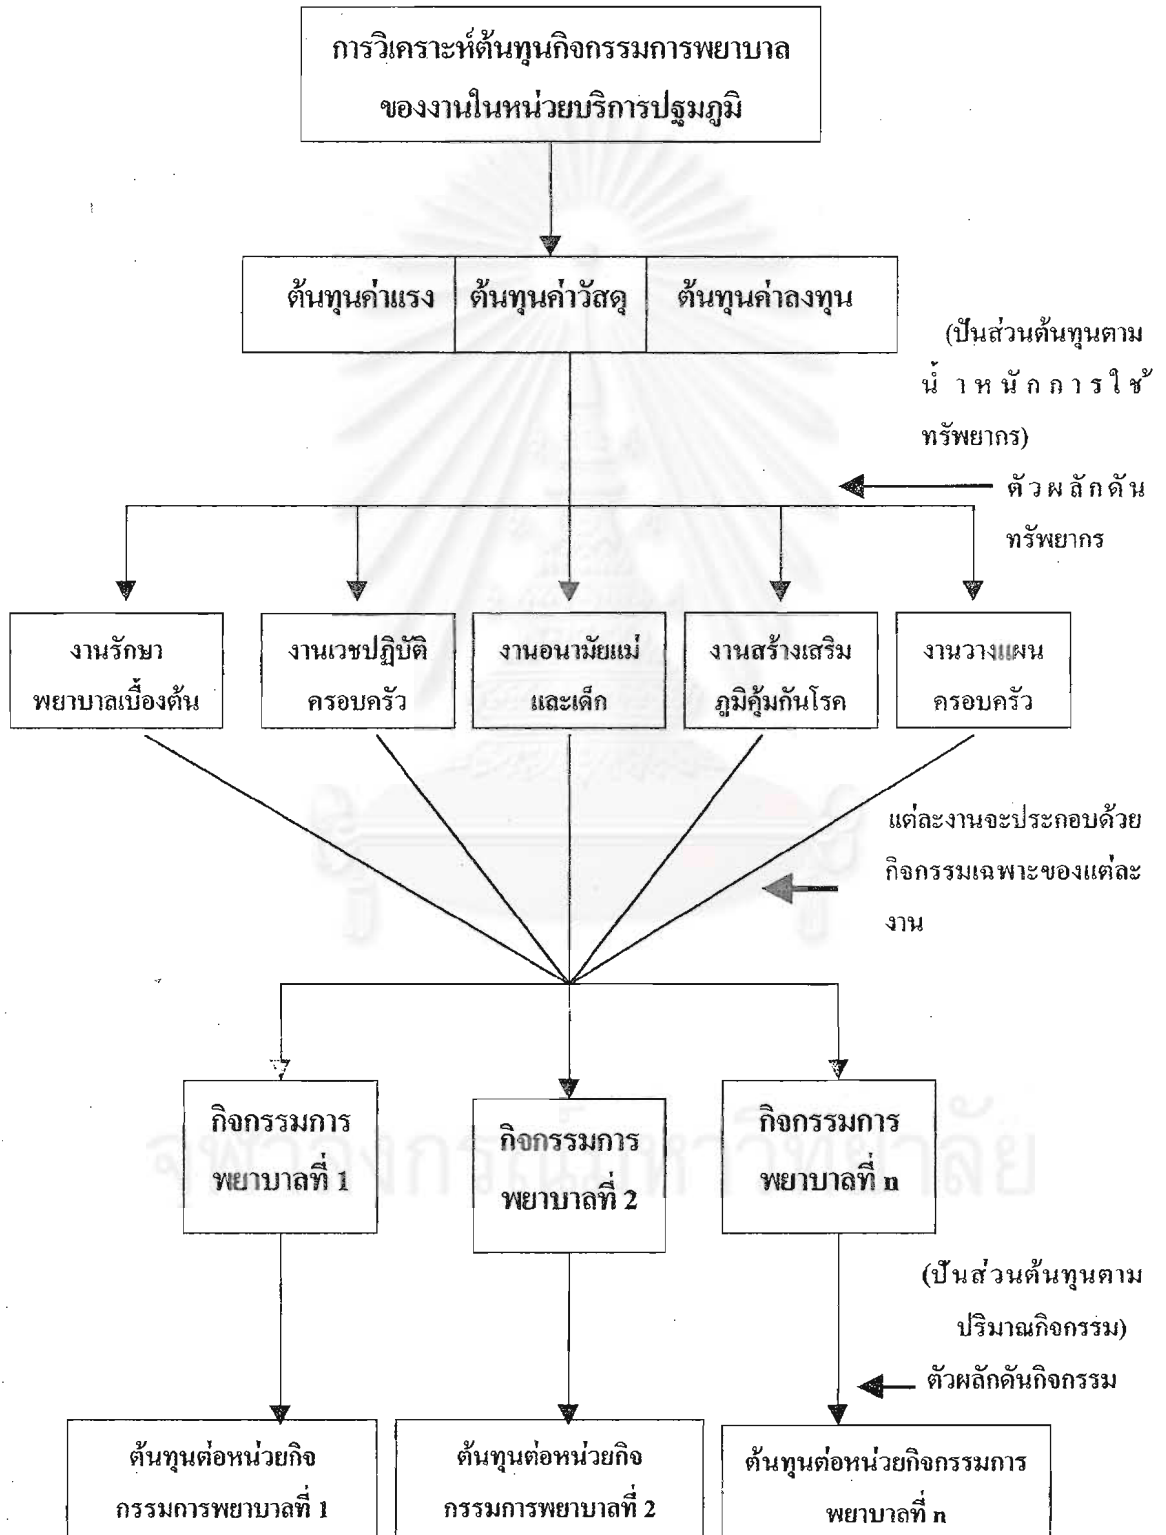 การวิเคราะห์ต้นทุนกิจกรรมการพยาบาล
ของงานในหน่วยบริการปฐมภูมิ
ต้นทุนค่าแรง
ต้นทุนค่าวัสดุ
ต้นทุนค่าลงทุน
(ปันส่วนต้นทุนตาม
น้ำหนักการใช้
ทรัพยากร)
ตัวผลักดัน
ทรัพยากร
งานรักษา
พยาบาลเบื้องต้น
งานเวชปฏิบัติ
ครอบครัว
งานอนามัยแม่
และเด็ก
งานสร้างเสริม
ภูมิคุ้มกันโรค
งานวางแผน
ครอบครัว
แต่ละงานจะประกอบด้วย
กิจกรรมเฉพาะของแต่ละ
งาน
กิจกรรมการ
พยาบาลที่ 1
กิจกรรมการ
พยาบาลที่ 2
กิจกรรมการ
พยาบาลที่ n
จุฬาลงกรณ์มหาวิทยาลัย
(ปันส่วนต้นทุนตาม
ปริมาณกิจกรรม)
ตัวผลักดันกิจกรรม
ต้นทุนต่อหน่วยกิจ
กรรมการพยาบาลที่ 1
ต้นทุนต่อหน่วยกิจ
กรรมการพยาบาลที่ 2
ต้นทุนต่อหน่วยกิจกรรมการ
พยาบาลที่ n